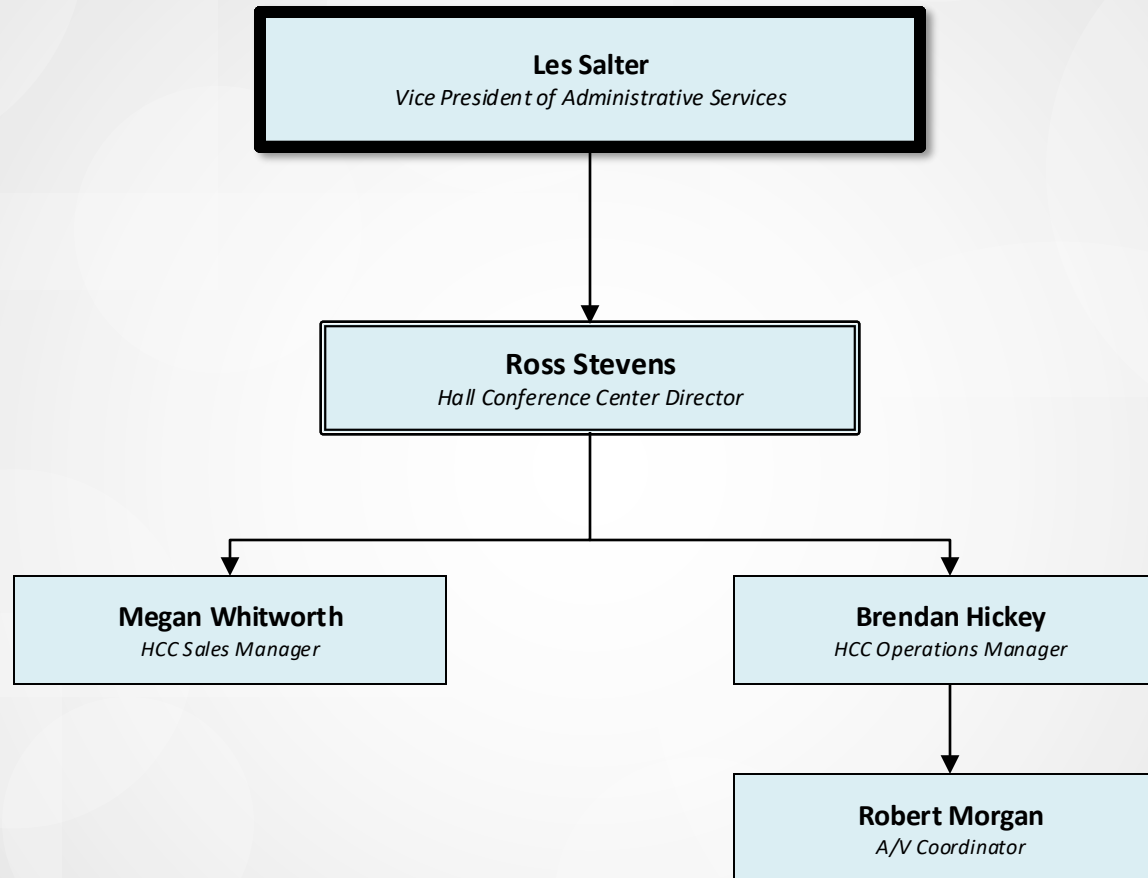 Les Salter
Vice President of Administrative Services
Ross Stevens
Hall Conference Center Director
Megan Whitworth
HCC Sales Manager
Brendan Hickey
HCC Operations Manager
Robert Morgan
A/V Coordinator